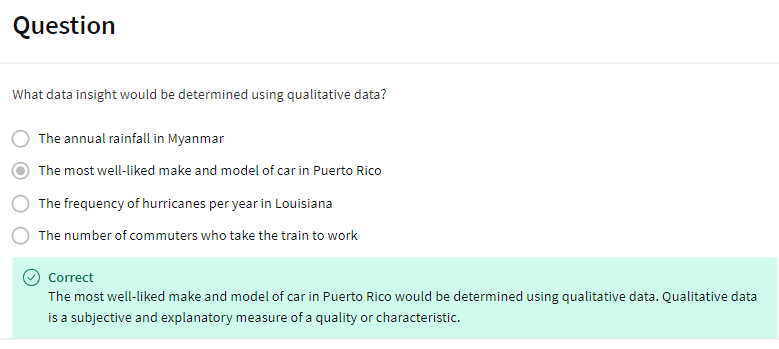 Question
What data insight would be determined using qualitative data?
The annual rainfall in Myanmar
The most well-liked make and model of car in Puerto Rico
The frequency of hurricanes per year in Louisiana
The number of commuters who take the train to work
Correct
The most well-liked make and model of car in Puerto Rico would be determined using qualitative data. Qualitative data
is a subjective and explanatory measure of a quality or characteristic.